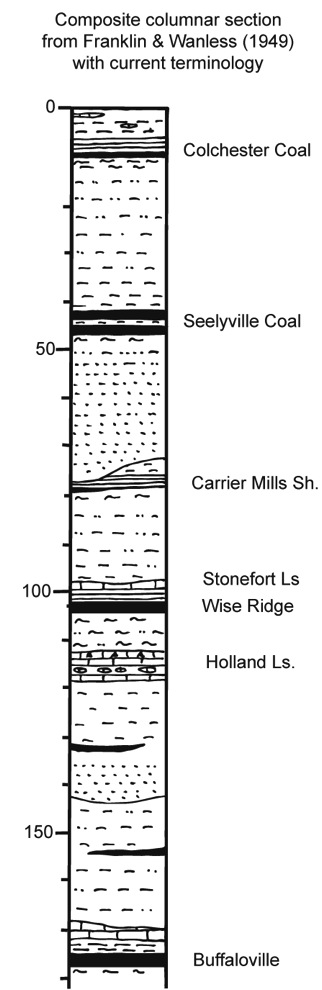 Composite columnar section
from Franklin & Wanless (1949)
with current terminology
0
Colchester Coal
Seelyville Coal
50
Carrier Mills Sh.
Stonefort Ls
100
Wise Ridge
Holland Ls.
150
Buffaloville